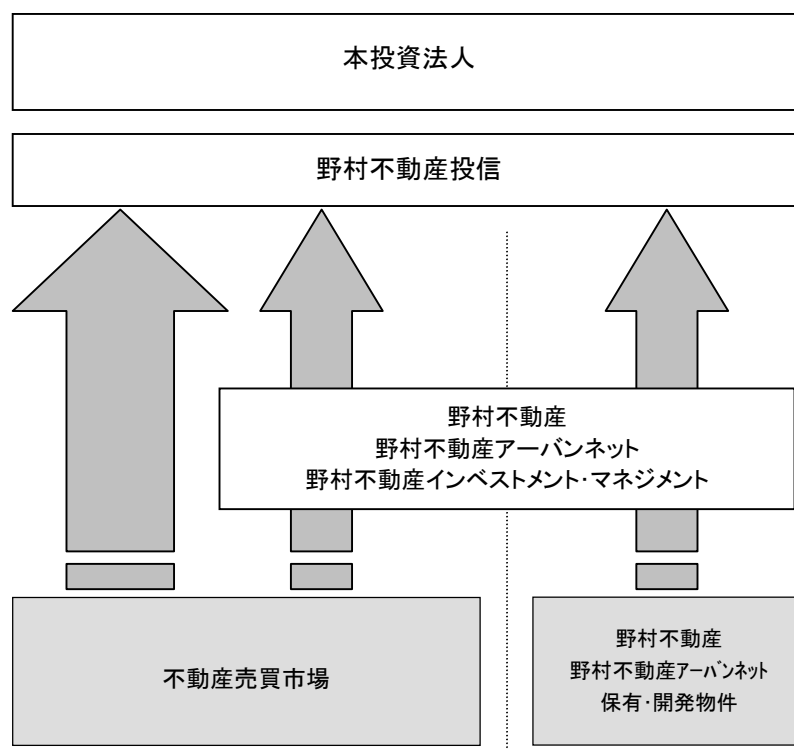 本投資法人
野村不動産投信
野村不動産
野村不動産アーバンネット
野村不動産インベストメント・マネジメント
不動産売買市場
野村不動産
野村不動産ｱｰﾊﾞﾝﾈｯﾄ
保有・開発物件